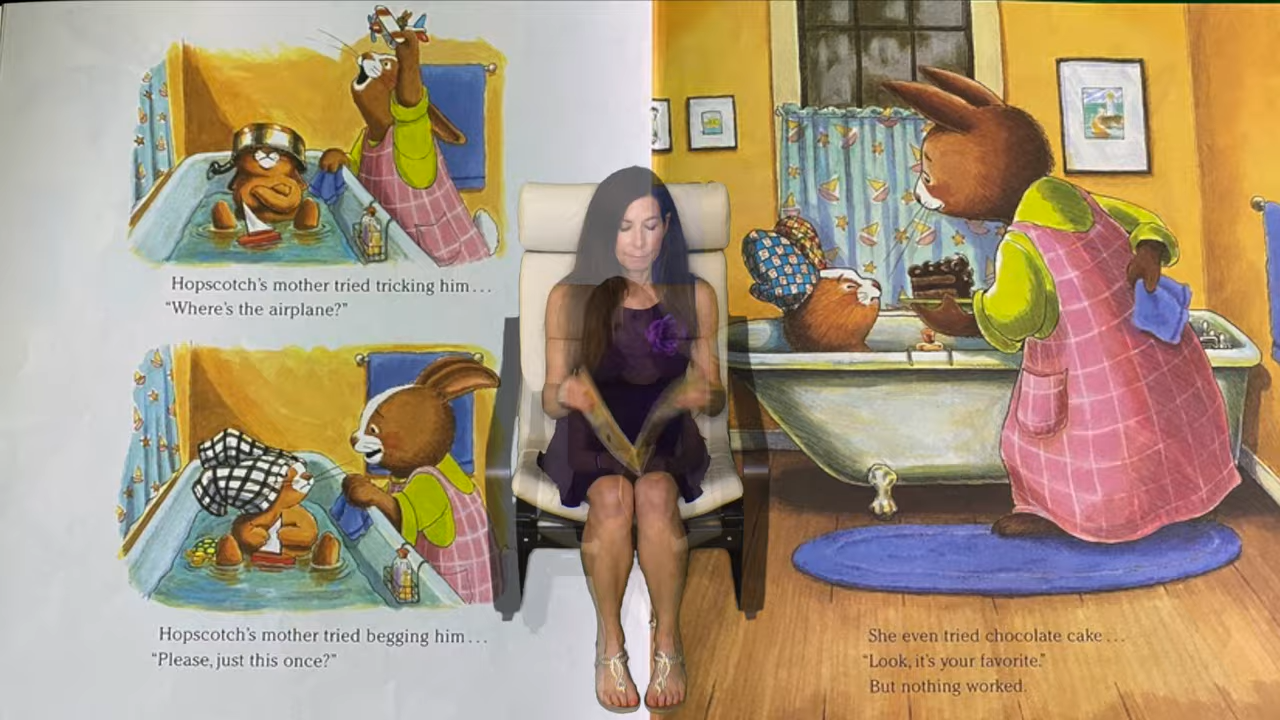 Hopscotch's mother tried tricking him...
"Where's the airplane?"
Hopscotch's mother tried begging him...
"Please, just this once?"
She even tried chocolate cake...
"Look, it's your favorite."
But nothing worked.